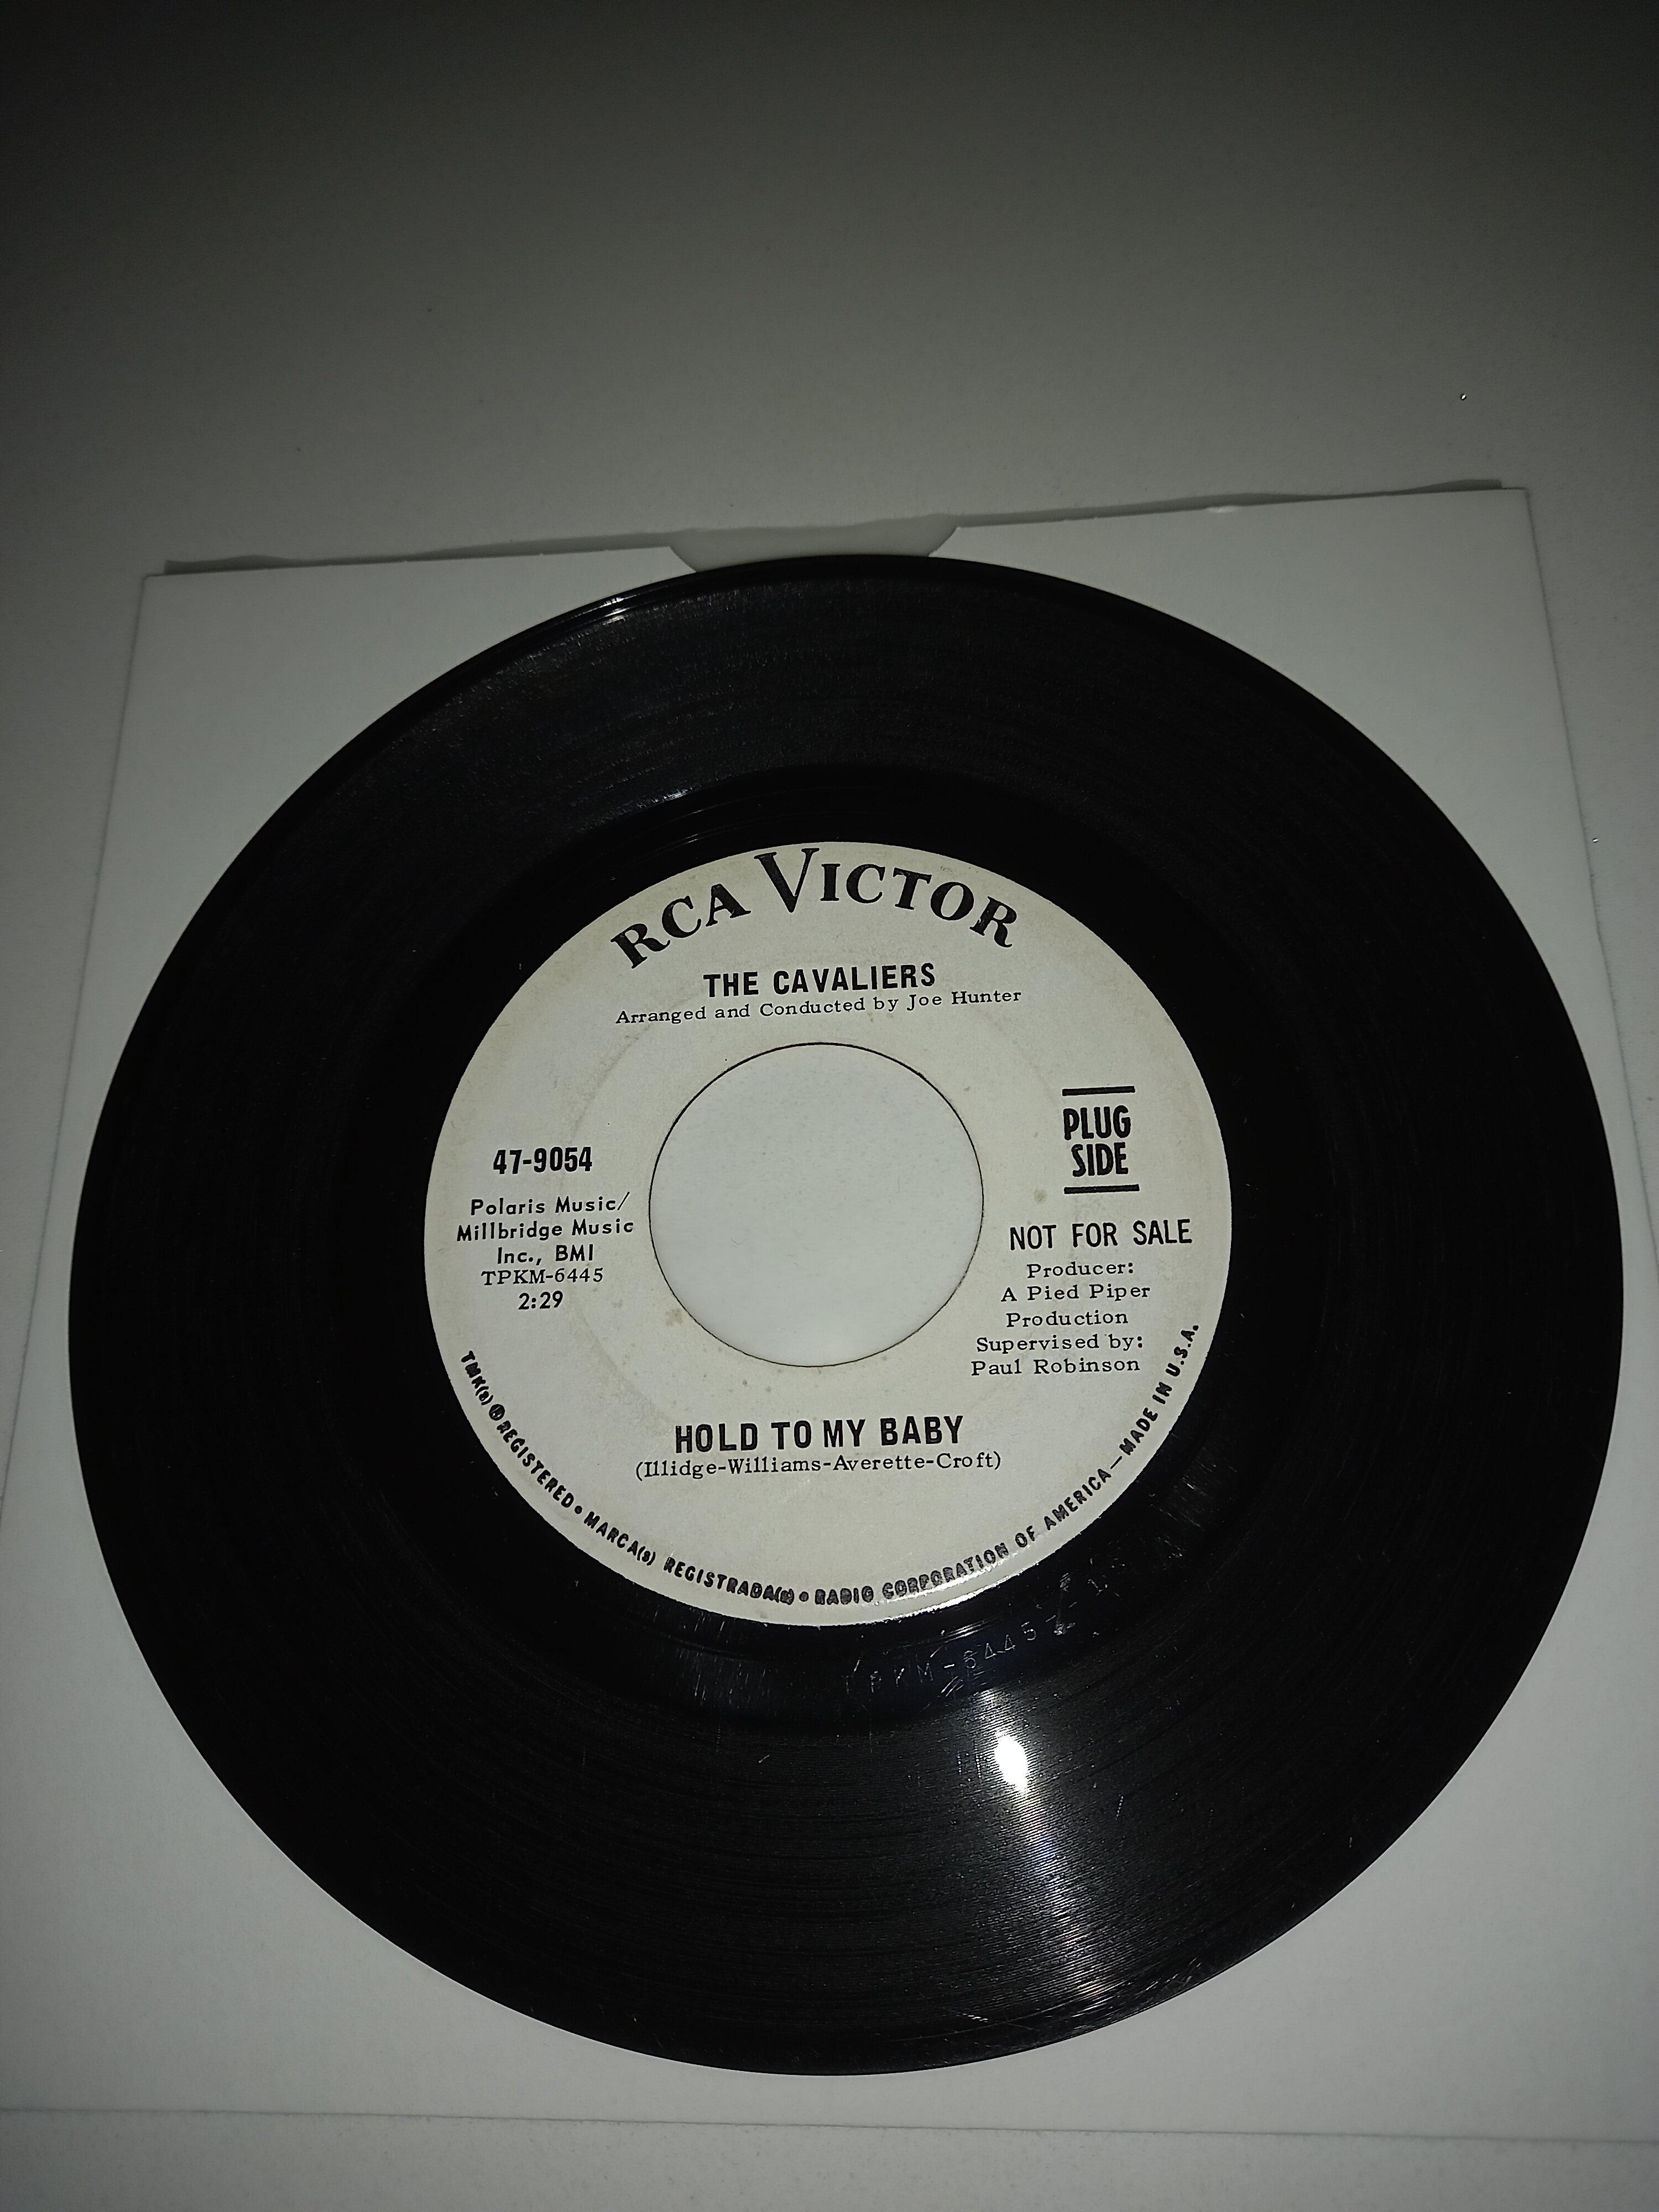 RCA VICTOR
THE CAVALIERS
Arranged and Conducted by Joe Hunter
47-9054
Polaris Music/
Millbridge Music
Inc., BMI
TPKM-6445
2:29
PLUG
SIDE
NOT FOR SALE
Producer:
A Pied Piper
Production
Supervised by:
Paul Robinson
HOLD TO MY BABY
(Illidge-Williams-Averette-Croft)
TMK(s) ® REGISTERED • MARCA(s) REGISTRADA(s) • RADIO CORPORATION OF AMERICA — MADE IN U.S.A.
TPKM-6445